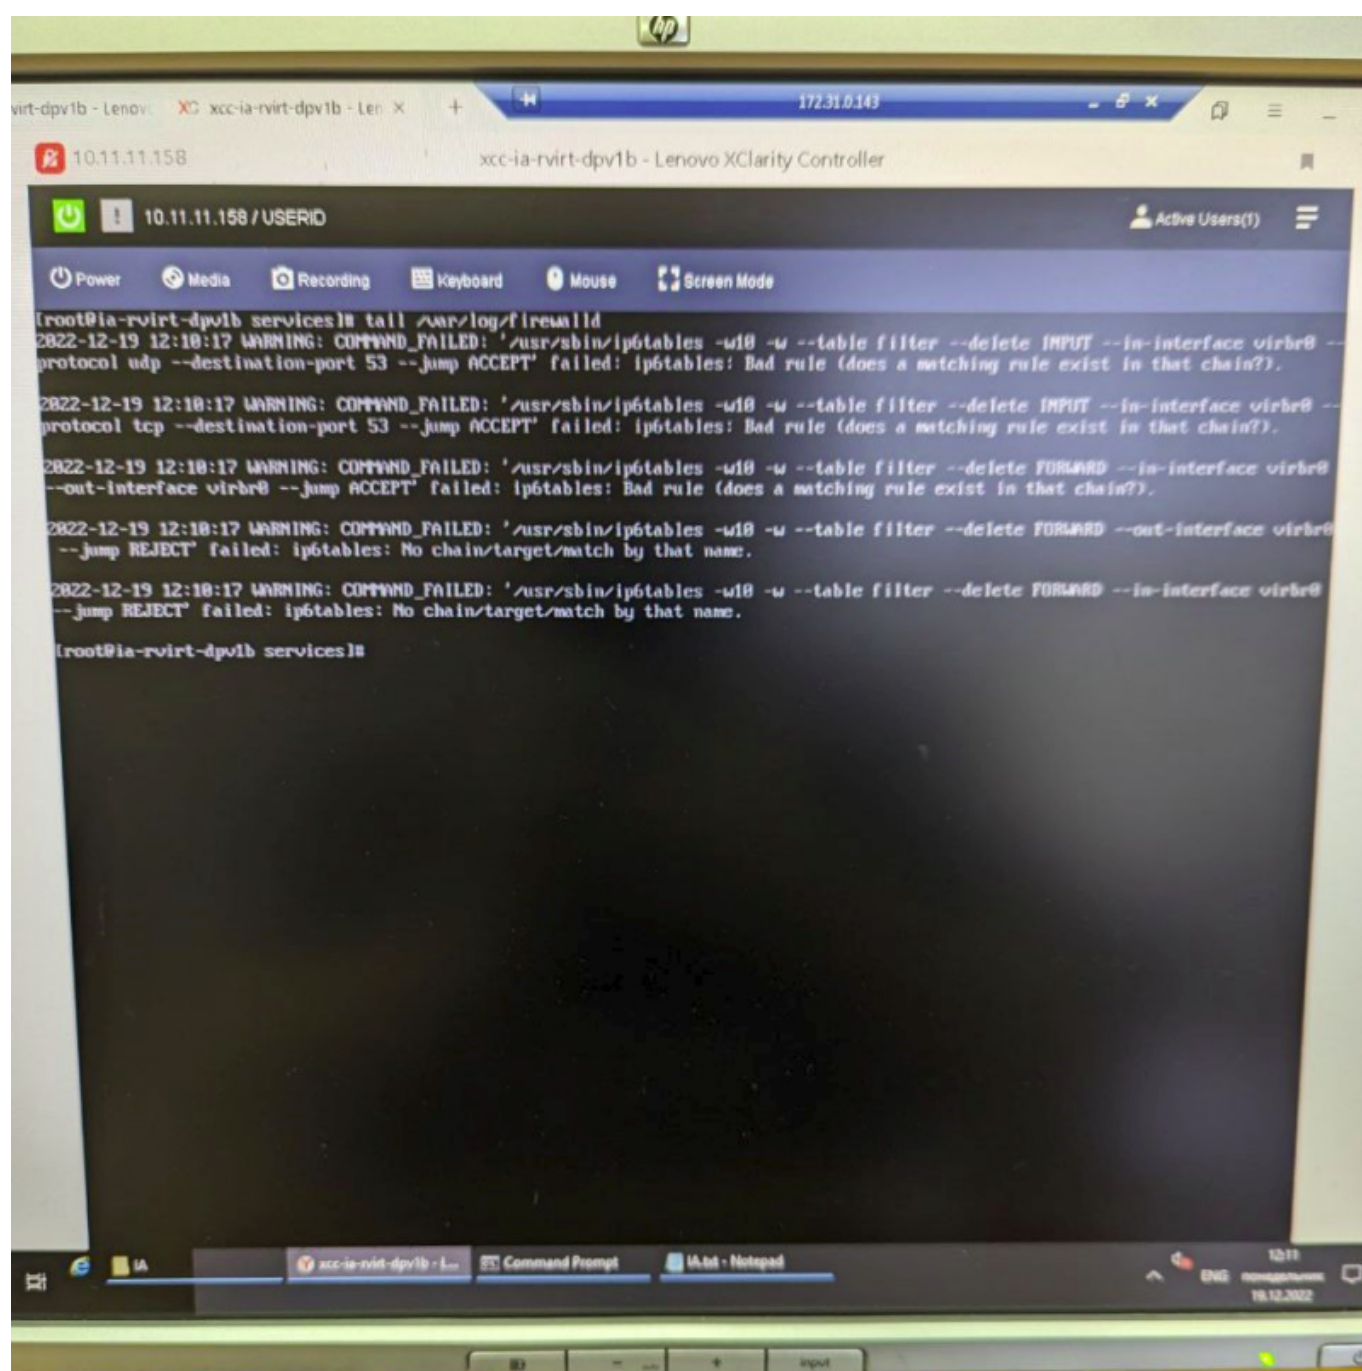 hp
virt-dpv1b - Lenov
XC xcc-ia-rvirt-dpv1b - Len × +
172.31.0.143
10.11.11.158
xcc-ia-rvirt-dpv1b - Lenovo XClarity Controller
10.11.11.158 / USERID
Active Users(1)
Power Media Recording Keyboard Mouse Screen Mode
[root@ia-rvirt-dpv1b services]# tail /var/log/firewalld
2022-12-19 12:10:17 WARNING: COMMAND_FAILED: '/usr/sbin/ip6tables -w10 -w --table filter --delete INPUT --in-interface virbr0 --
protocol udp --destination-port 53 --jump ACCEPT' failed: ip6tables: Bad rule (does a matching rule exist in that chain?).
2022-12-19 12:10:17 WARNING: COMMAND_FAILED: '/usr/sbin/ip6tables -w10 -w --table filter --delete INPUT --in-interface virbr0 --
protocol tcp --destination-port 53 --jump ACCEPT' failed: ip6tables: Bad rule (does a matching rule exist in that chain?).
2022-12-19 12:10:17 WARNING: COMMAND_FAILED: '/usr/sbin/ip6tables -w10 -w --table filter --delete FORWARD --in-interface virbr0
--out-interface virbr0 --jump ACCEPT' failed: ip6tables: Bad rule (does a matching rule exist in that chain?).
2022-12-19 12:10:17 WARNING: COMMAND_FAILED: '/usr/sbin/ip6tables -w10 -w --table filter --delete FORWARD --out-interface virbr0
--jump REJECT' failed: ip6tables: No chain/target/match by that name.
2022-12-19 12:10:17 WARNING: COMMAND_FAILED: '/usr/sbin/ip6tables -w10 -w --table filter --delete FORWARD --in-interface virbr0
--jump REJECT' failed: ip6tables: No chain/target/match by that name.
[root@ia-rvirt-dpv1b services]#
IA
xcc-ia-rvirt-dpv1b - L...
Command Prompt
IA.txt - Notepad
ENG
12:11
понедельник
19.12.2022
input